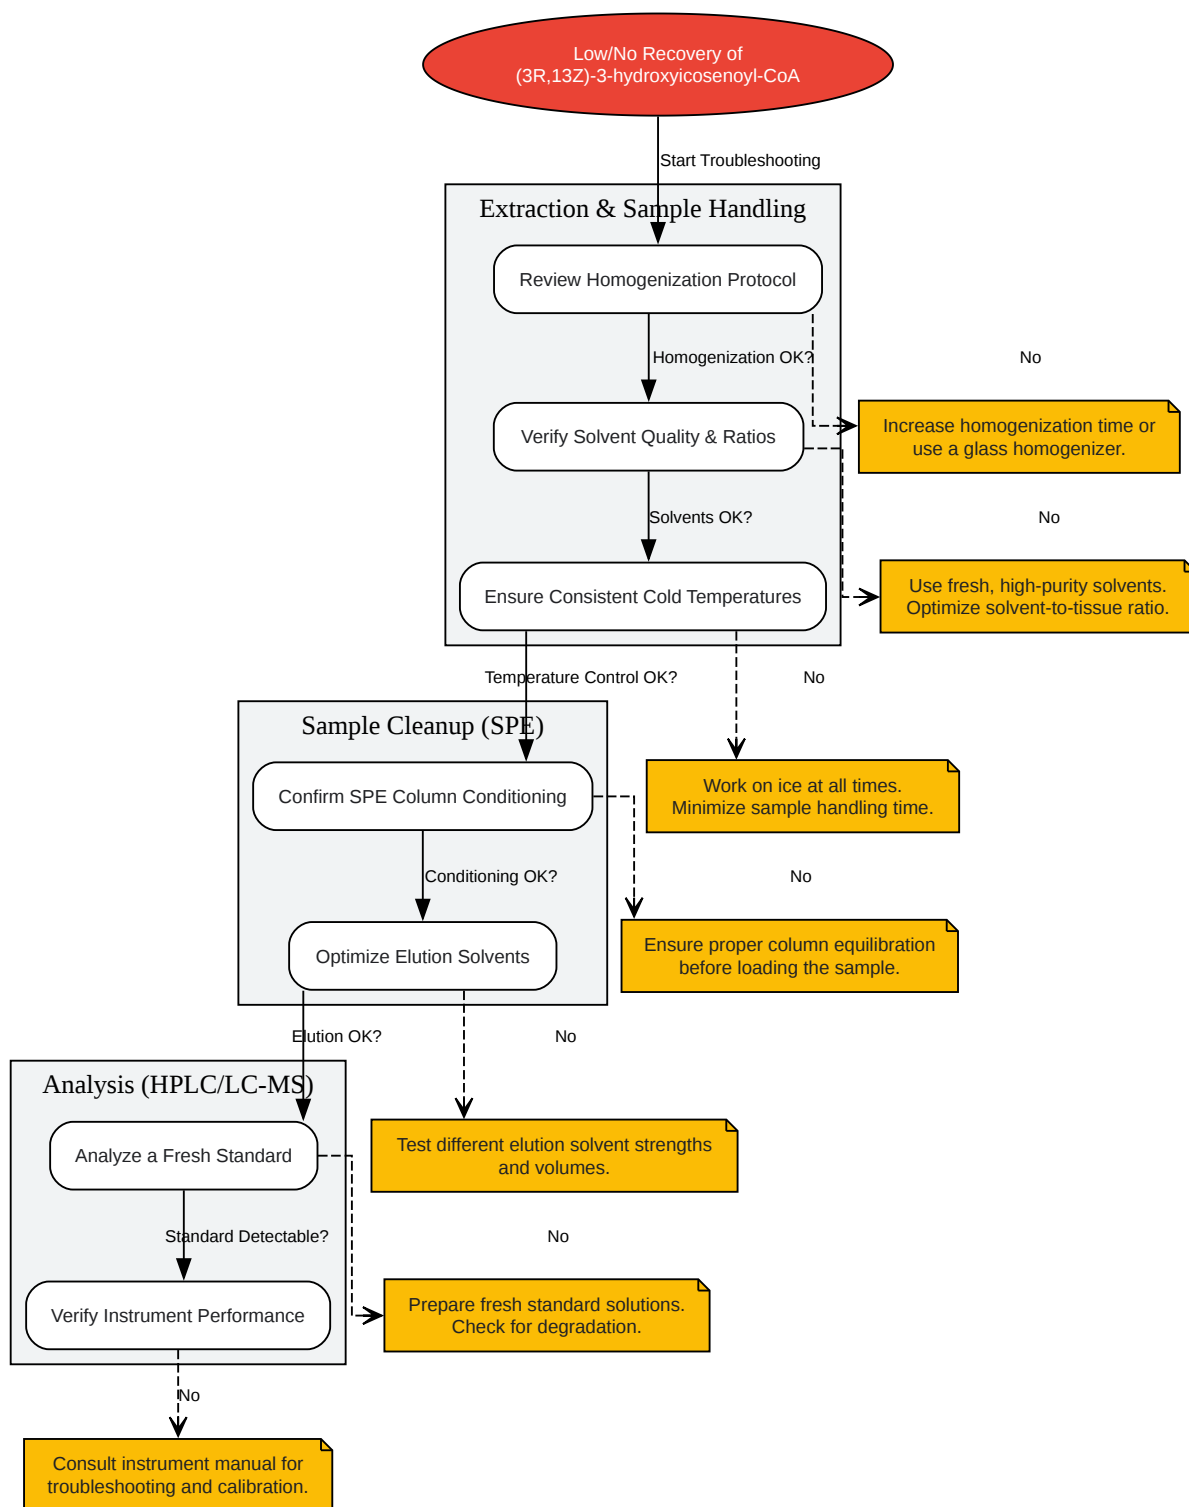 Low/No Recovery of
(3R,13Z)-3-hydroxyicosenoyl-CoA
Start Troubleshooting
Extraction & Sample Handling
Review Homogenization Protocol
Homogenization OK?
No
Increase homogenization time or
use a glass homogenizer.
Verify Solvent Quality & Ratios
Solvents OK?
No
Use fresh, high-purity solvents.
Optimize solvent-to-tissue ratio.
Ensure Consistent Cold Temperatures
Temperature Control OK?
No
Sample Cleanup (SPE)
Work on ice at all times.
Minimize sample handling time.
Confirm SPE Column Conditioning
Conditioning OK?
No
Ensure proper column equilibration
before loading the sample.
Optimize Elution Solvents
Elution OK?
No
Analysis (HPLC/LC-MS)
Test different elution solvent strengths
and volumes.
Analyze a Fresh Standard
Standard Detectable?
No
Prepare fresh standard solutions.
Check for degradation.
Verify Instrument Performance
No
Consult instrument manual for
troubleshooting and calibration.